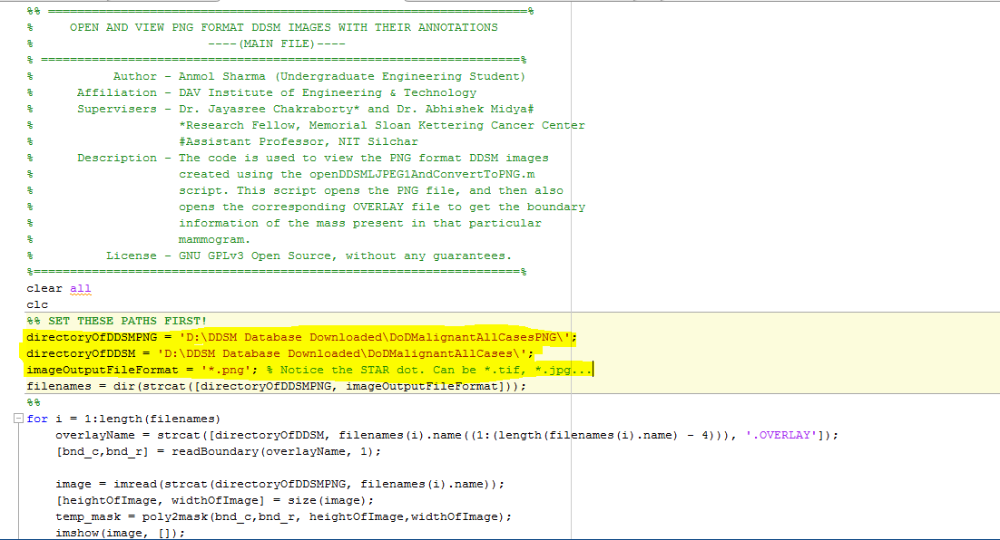 %% ==================================================================%
%     OPEN AND VIEW PNG FORMAT DDSM IMAGES WITH THEIR ANNOTATIONS
%                        ----(MAIN FILE)----
% ==================================================================%
%           Author - Anmol Sharma (Undergraduate Engineering Student)
%      Affiliation - DAV Institute of Engineering & Technology
%      Supervisers - Dr. Jayasree Chakraborty* and Dr. Abhishek Midya#
%                    *Research Fellow, Memorial Sloan Kettering Cancer Center
%                    #Assistant Professor, NIT Silchar
%      Description - The code is used to view the PNG format DDSM images
%                    created using the openDDSMLJPEG1AndConvertToPNG.m
%                    script. This script opens the PNG file, and then also
%                    opens the corresponding OVERLAY file to get the boundary
%                    information of the mass present in that particular
%                    mammogram.
%          License - GNU GPLv3 Open Source, without any guarantees.
%===================================================================%
clear all
clc
%% SET THESE PATHS FIRST!
directoryOfDDSMPNG = 'D:\DDSM Database Downloaded\DoDMalignantAllCasesPNG\';
directoryOfDDSM = 'D:\DDSM Database Downloaded\DoDMalignantAllCases\';
imageOutputFileFormat = '*.png'; % Notice the STAR dot. Can be *.tif, *.jpg...
filenames = dir(strcat([directoryOfDDSMPNG, imageOutputFileFormat]));
%%
for i = 1:length(filenames)
    overlayName = strcat([directoryOfDDSM, filenames(i).name((1:(length(filenames(i).name) - 4))), '.OVERLAY']);
    [bnd_c,bnd_r] = readBoundary(overlayName, 1);
    image = imread(strcat(directoryOfDDSMPNG, filenames(i).name));
    [heightOfImage, widthOfImage] = size(image);
    temp_mask = poly2mask(bnd_c,bnd_r, heightOfImage,widthOfImage);
    imshow(image, []);